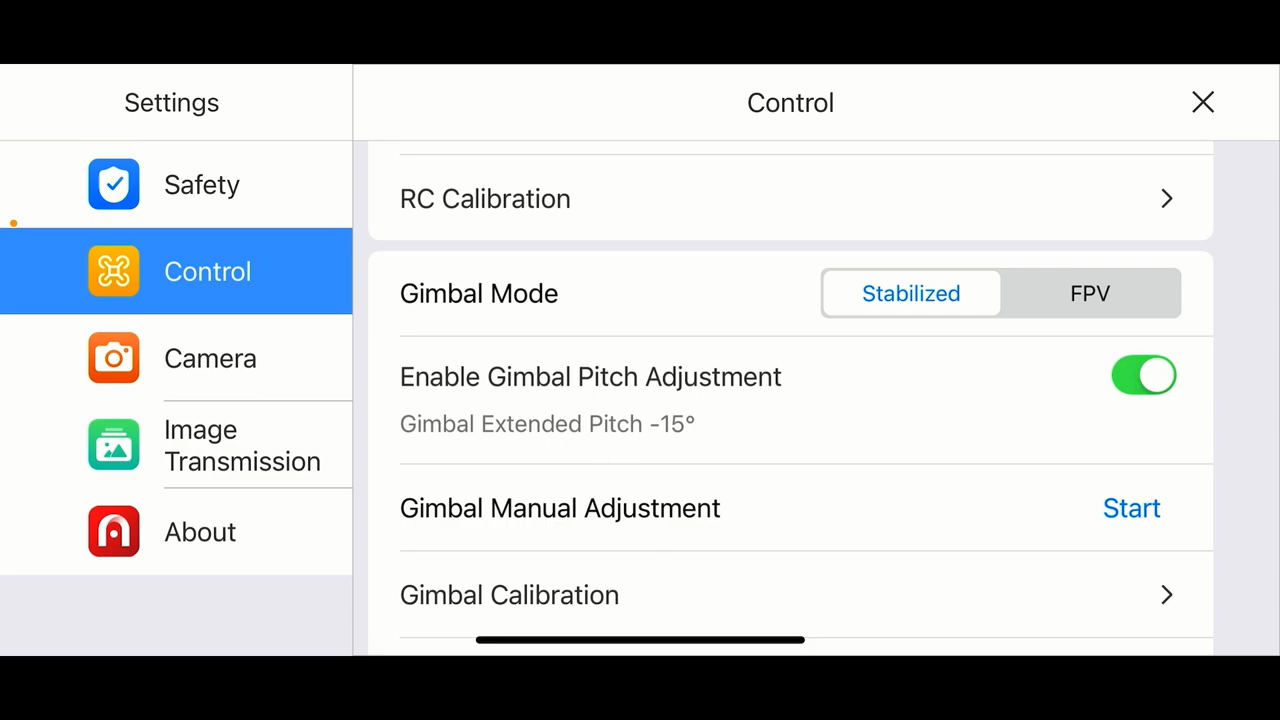 Settings
Control
Safety
Control
Camera
Image
Transmission
About
RC Calibration
Gimbal Mode
Stabilized
FPV
Enable Gimbal Pitch Adjustment
Gimbal Extended Pitch -15°
Gimbal Manual Adjustment
Start
Gimbal Calibration